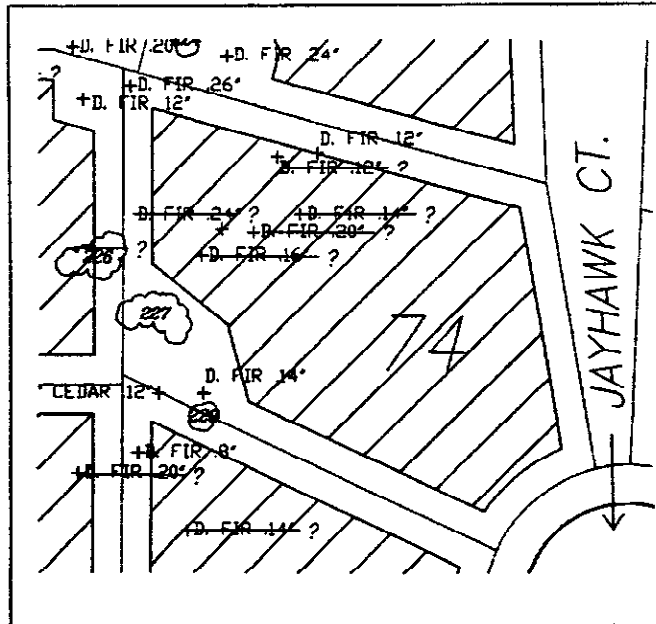 D. FIR .20"
D. FIR 24"
?
D. FIR .26"
D. FIR 12"
D. FIR 12"
D. FIR .12" ?
D. FIR .24" ?
D. FIR .14" ?
D. FIR .20" ?
D. FIR .16 ?
226 ?
227
74
JAYHAWK CT.
D. FIR 14"
CEDAR 12"
D. FIR .8"
D. FIR .20" ?
D. FIR .14" ?